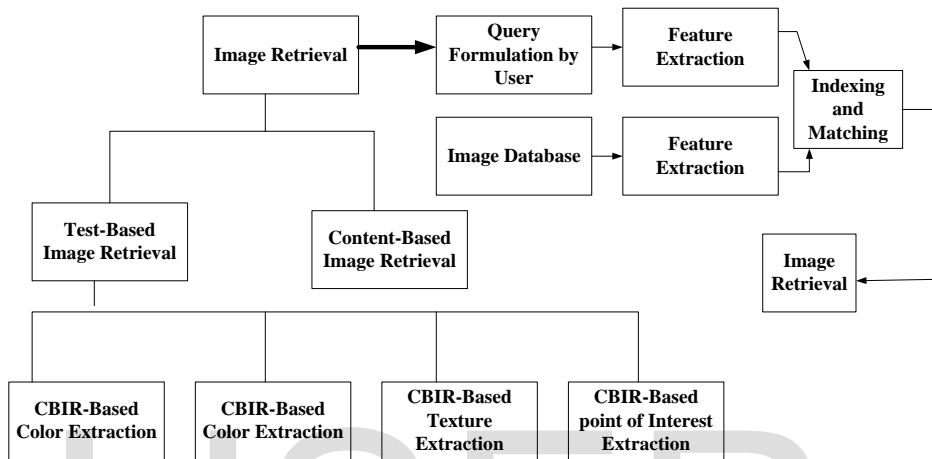 Image Retrieval
Query
Formulation by
User
Feature
Extraction
Indexing
and
Matching
Image Database
Feature
Extraction
Test-Based
Image Retrieval
Content-Based
Image Retrieval
Image
Retrieval
CBIR-Based
Color Extraction
CBIR-Based
Color Extraction
CBIR-Based
Texture
Extraction
CBIR-Based
point of Interest
Extraction